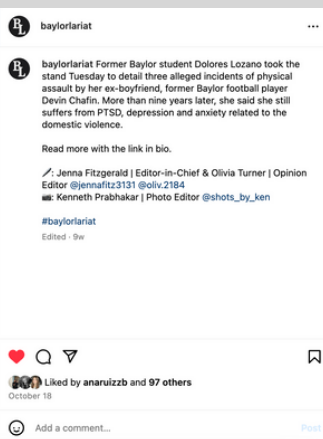 BL
baylorlariat
BL
baylorlariat Former Baylor student Dolores Lozano took the
stand Tuesday to detail three alleged incidents of physical
assault by her ex-boyfriend, former Baylor football player
Devin Chafin. More than nine years later, she said she still
suffers from PTSD, depression and anxiety related to the
domestic violence.
Read more with the link in bio.
🖊: Jenna Fitzgerald | Editor-in-Chief & Olivia Turner | Opinion
Editor @jennafitz3131 @oliv.2184
📷: Kenneth Prabhakar | Photo Editor @shots_by_ken
#baylorlariat
Edited · 9w
Liked by anaruizzb and 97 others
October 18
Add a comment...
Post